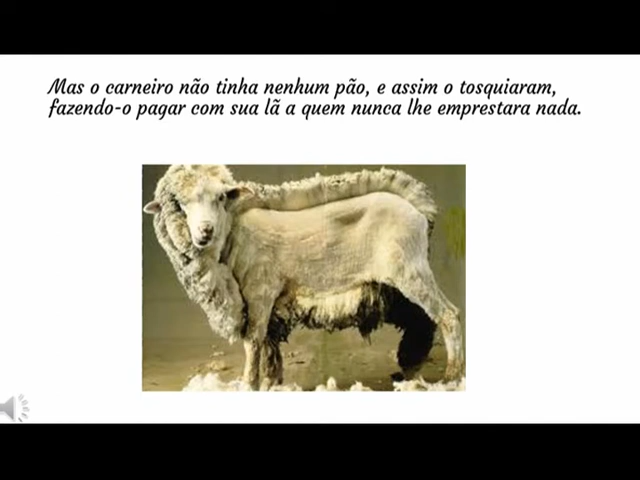 Mas o carneiro não tinha nenhum pão, e assim o tosquiaram,
fazendo-o pagar com sua lã a quem nunca lhe emprestara nada.